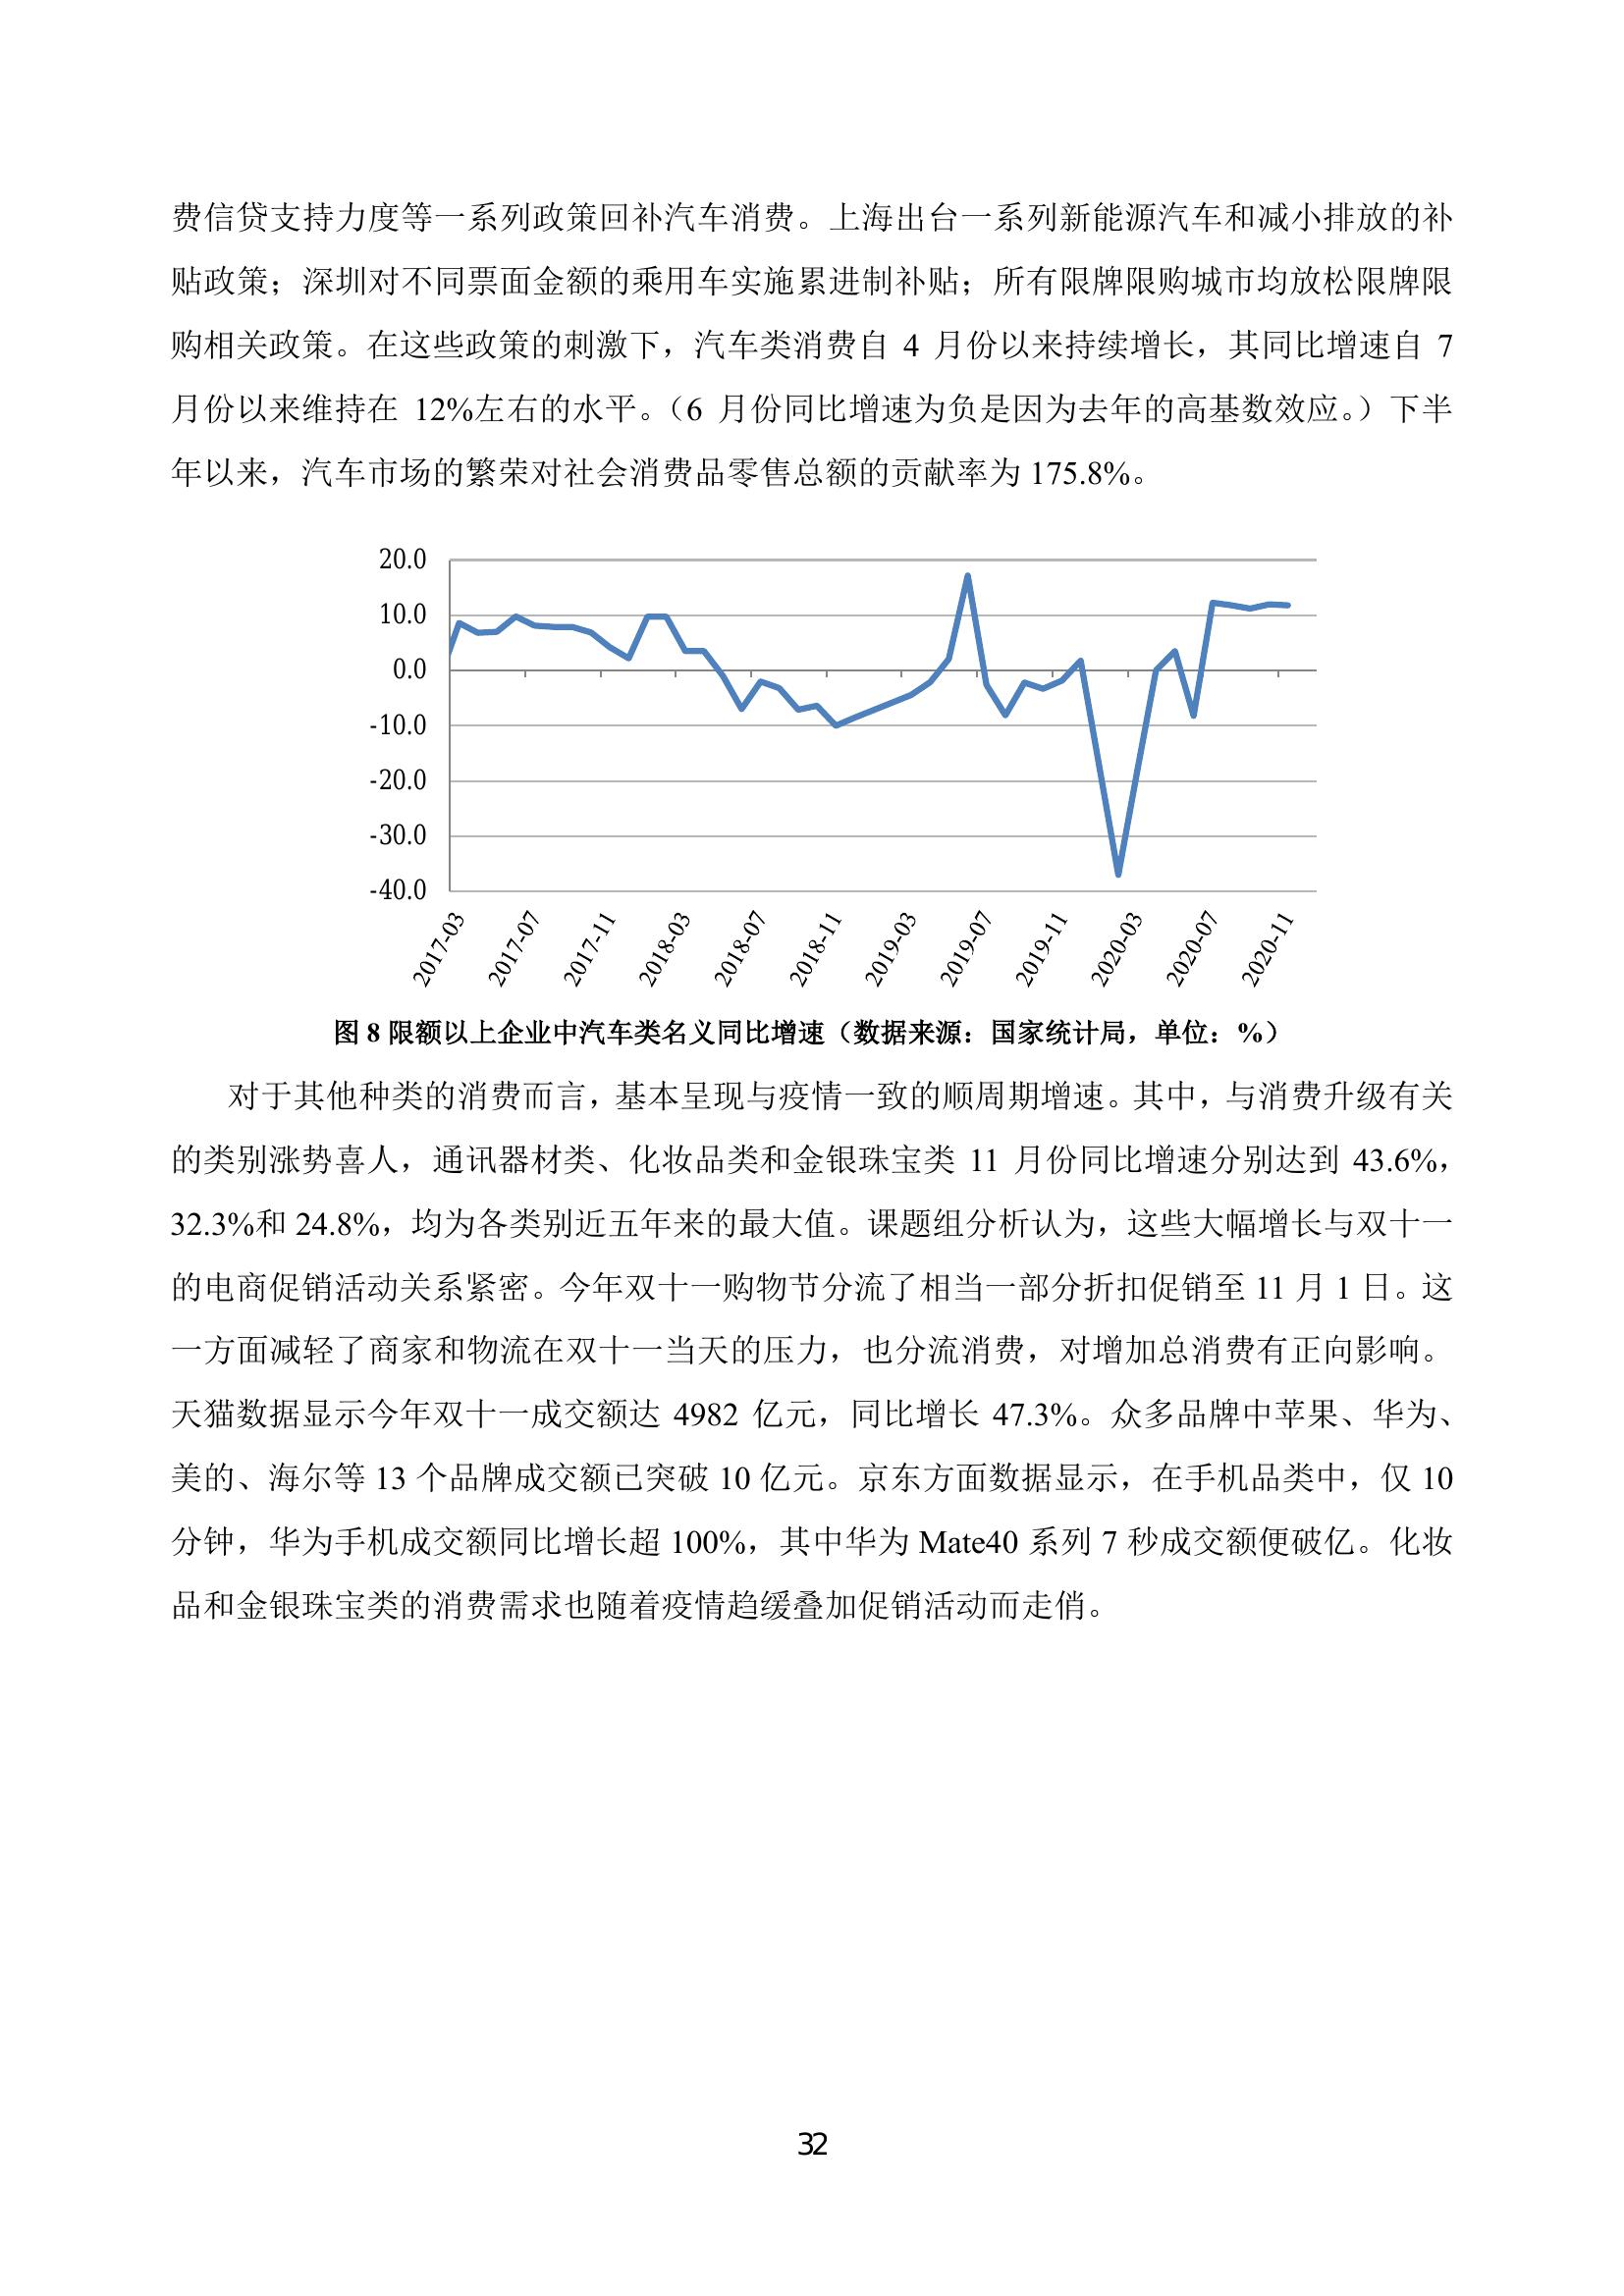 费信贷支持力度等一系列政策回补汽车消费。上海出台一系列新能源汽车和减小排放的补
贴政策；深圳对不同票面金额的乘用车实施累进制补贴；所有限牌限购城市均放松限牌限
购相关政策。在这些政策的刺激下，汽车类消费自 4 月份以来持续增长，其同比增速自 7
月份以来维持在 12%左右的水平。（6 月份同比增速为负是因为去年的高基数效应。）下半
年以来，汽车市场的繁荣对社会消费品零售总额的贡献率为 175.8%。
20.0
10.0
0.0
-10.0
-20.0
-30.0
-40.0
2017-03
2017-07
2017-11
2018-03
2018-07
2018-11
2019-03
2019-07
2019-11
2020-03
2020-07
2020-11
图 8 限额以上企业中汽车类名义同比增速（数据来源：国家统计局，单位：%）
对于其他种类的消费而言，基本呈现与疫情一致的顺周期增速。其中，与消费升级有关
的类别涨势喜人，通讯器材类、化妆品类和金银珠宝类 11 月份同比增速分别达到 43.6%，
32.3%和 24.8%，均为各类别近五年来的最大值。课题组分析认为，这些大幅增长与双十一
的电商促销活动关系紧密。今年双十一购物节分流了相当一部分折扣促销至 11 月 1 日。这
一方面减轻了商家和物流在双十一当天的压力，也分流消费，对增加总消费有正向影响。
天猫数据显示今年双十一成交额达 4982 亿元，同比增长 47.3%。众多品牌中苹果、华为、
美的、海尔等 13 个品牌成交额已突破 10 亿元。京东方面数据显示，在手机品类中，仅 10
分钟，华为手机成交额同比增长超 100%，其中华为 Mate40 系列 7 秒成交额便破亿。化妆
品和金银珠宝类的消费需求也随着疫情趋缓叠加促销活动而走俏。
32